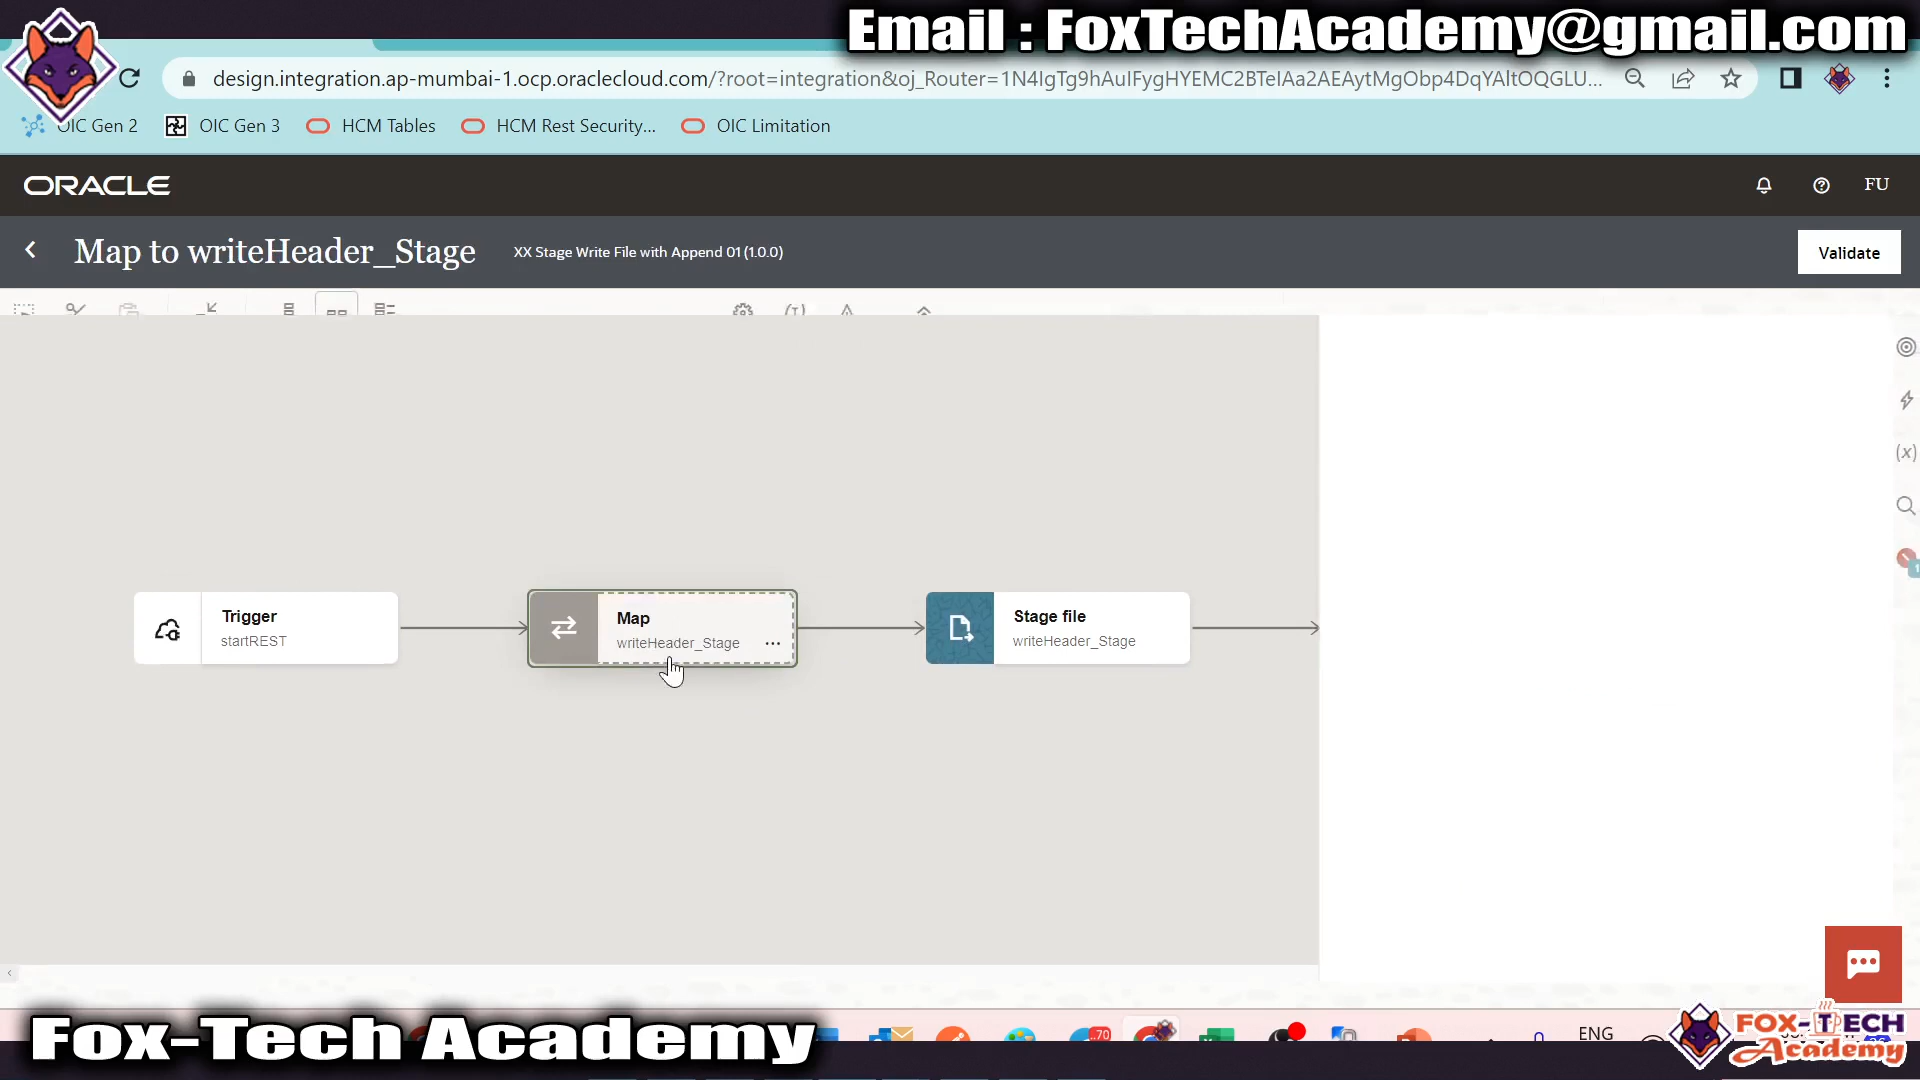 Email : FoxTechAcademy@gmail.com
design.integration.ap-mumbai-1.ocp.oraclecloud.com/?root=integration&oj_Router=1N4IgTg9hAuIFygHYEMC2BTeIAa2AEAytMgObp4DqYAltOQGLU...
OIC Gen 2
OIC Gen 3
HCM Tables
HCM Rest Security...
OIC Limitation
ORACLE
FU
Map to writeHeader_Stage
XX Stage Write File with Append 01 (1.0.0)
Validate
(x)
Trigger
startREST
Map
writeHeader_Stage
Stage file
writeHeader_Stage
Fox-Tech Academy
70
ENG
FOX-TECH
Academy